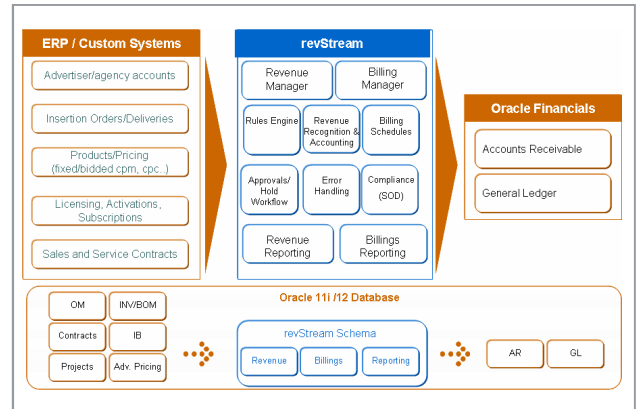 ERP / Custom Systems
Advertiser/agency accounts
Insertion Orders/Deliveries
Products/Pricing
(fixed/bidded cpm, cpc..)
Licensing, Activations,
Subscriptions
Sales and Service Contracts
revStream
Revenue
Manager
Billing
Manager
Rules Engine
Revenue
Recognition &
Accounting
Billing
Schedules
Approvals/
Hold
Workflow
Error
Handling
Compliance
(SOD)
Revenue
Reporting
Billings
Reporting
Oracle Financials
Accounts Receivable
General Ledger
Oracle 11i /12 Database
OM
INV/BOM
Contracts
IB
Projects
Adv. Pricing
revStream Schema
Revenue
Billings
Reporting
AR
GL